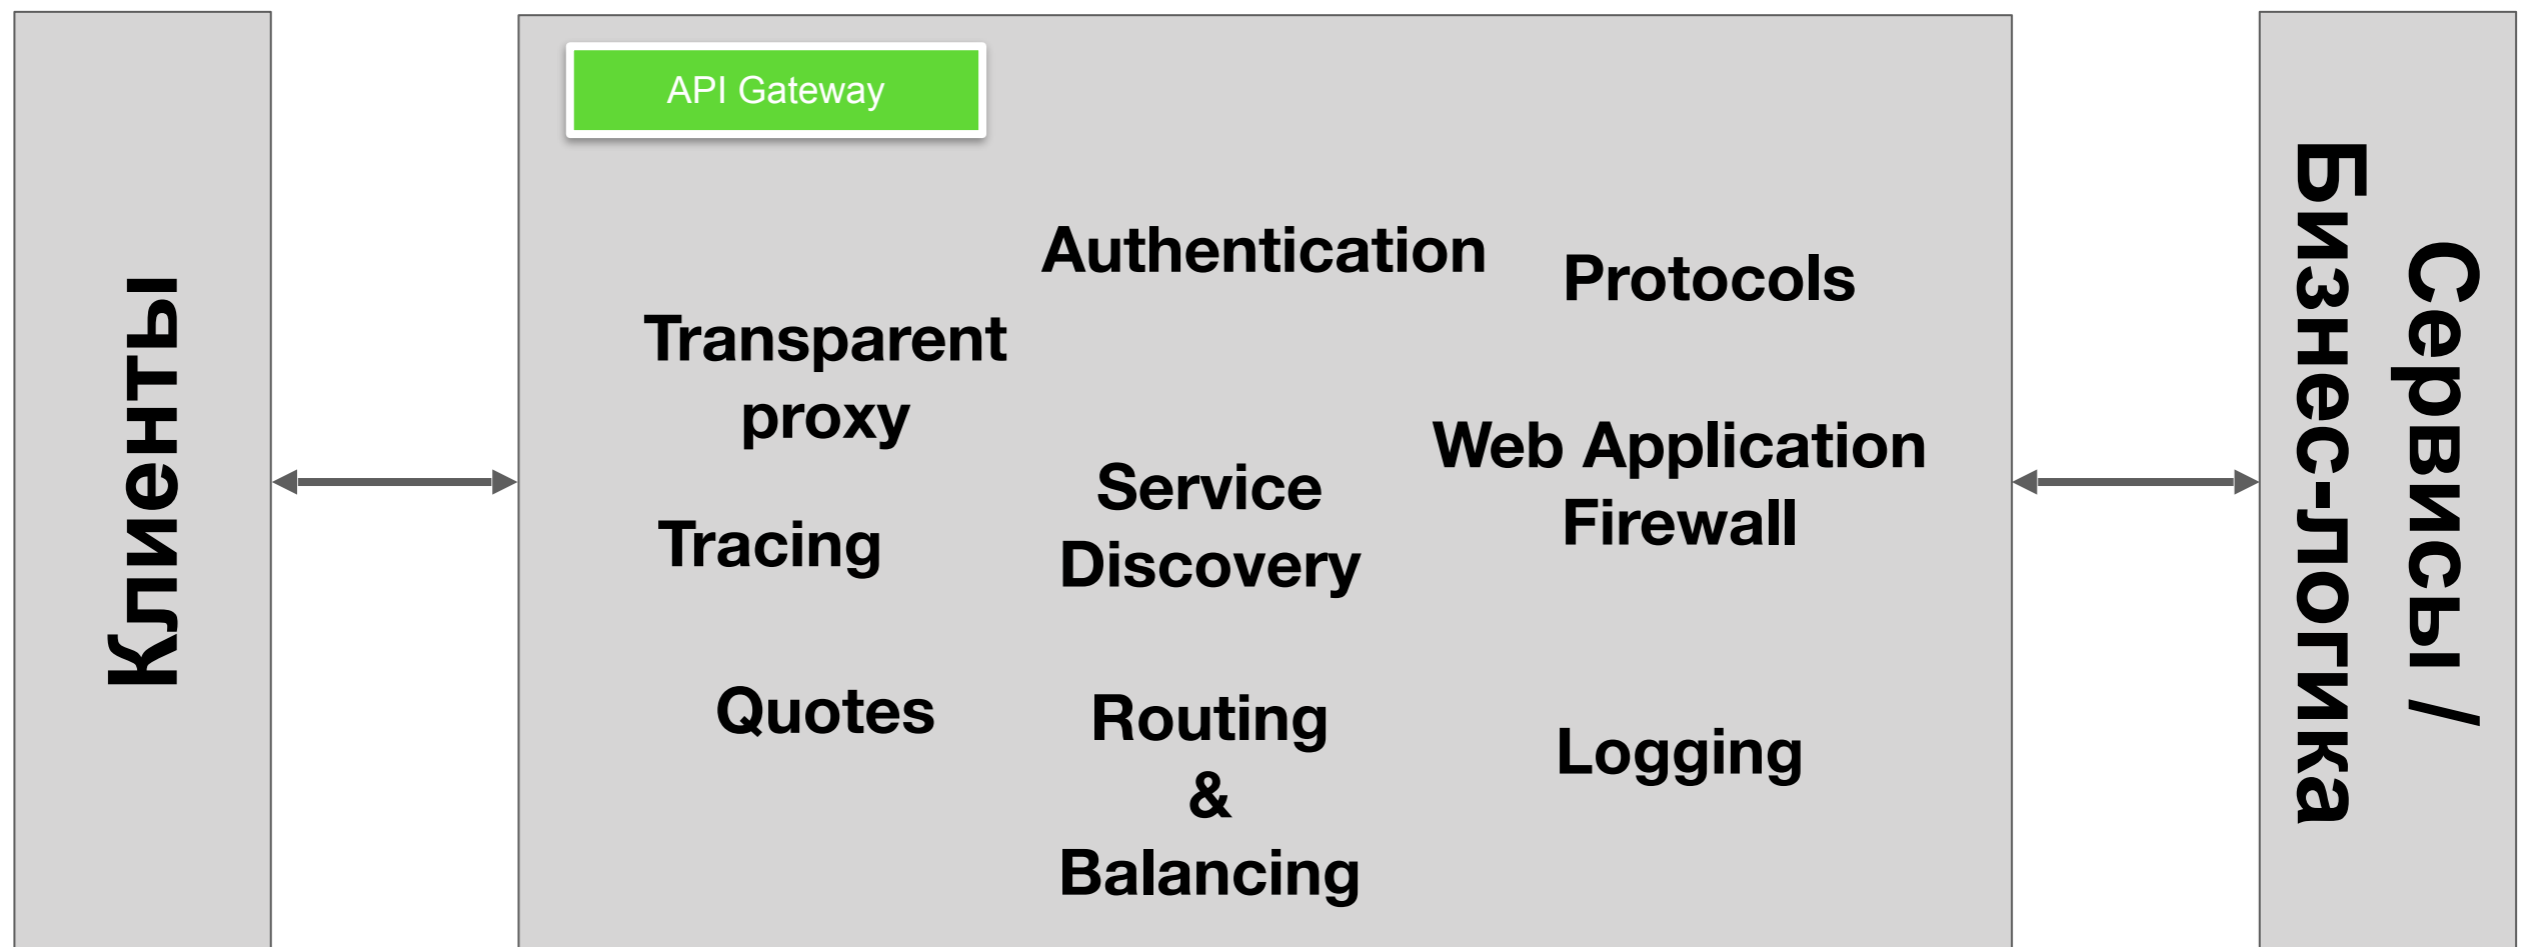 Клиенты
API Gateway
Authentication
Protocols
Transparent
proxy
Web Application
Firewall
Service
Discovery
Tracing
Quotes
Routing
&
Balancing
Logging
Сервисы /
Бизнес-логика